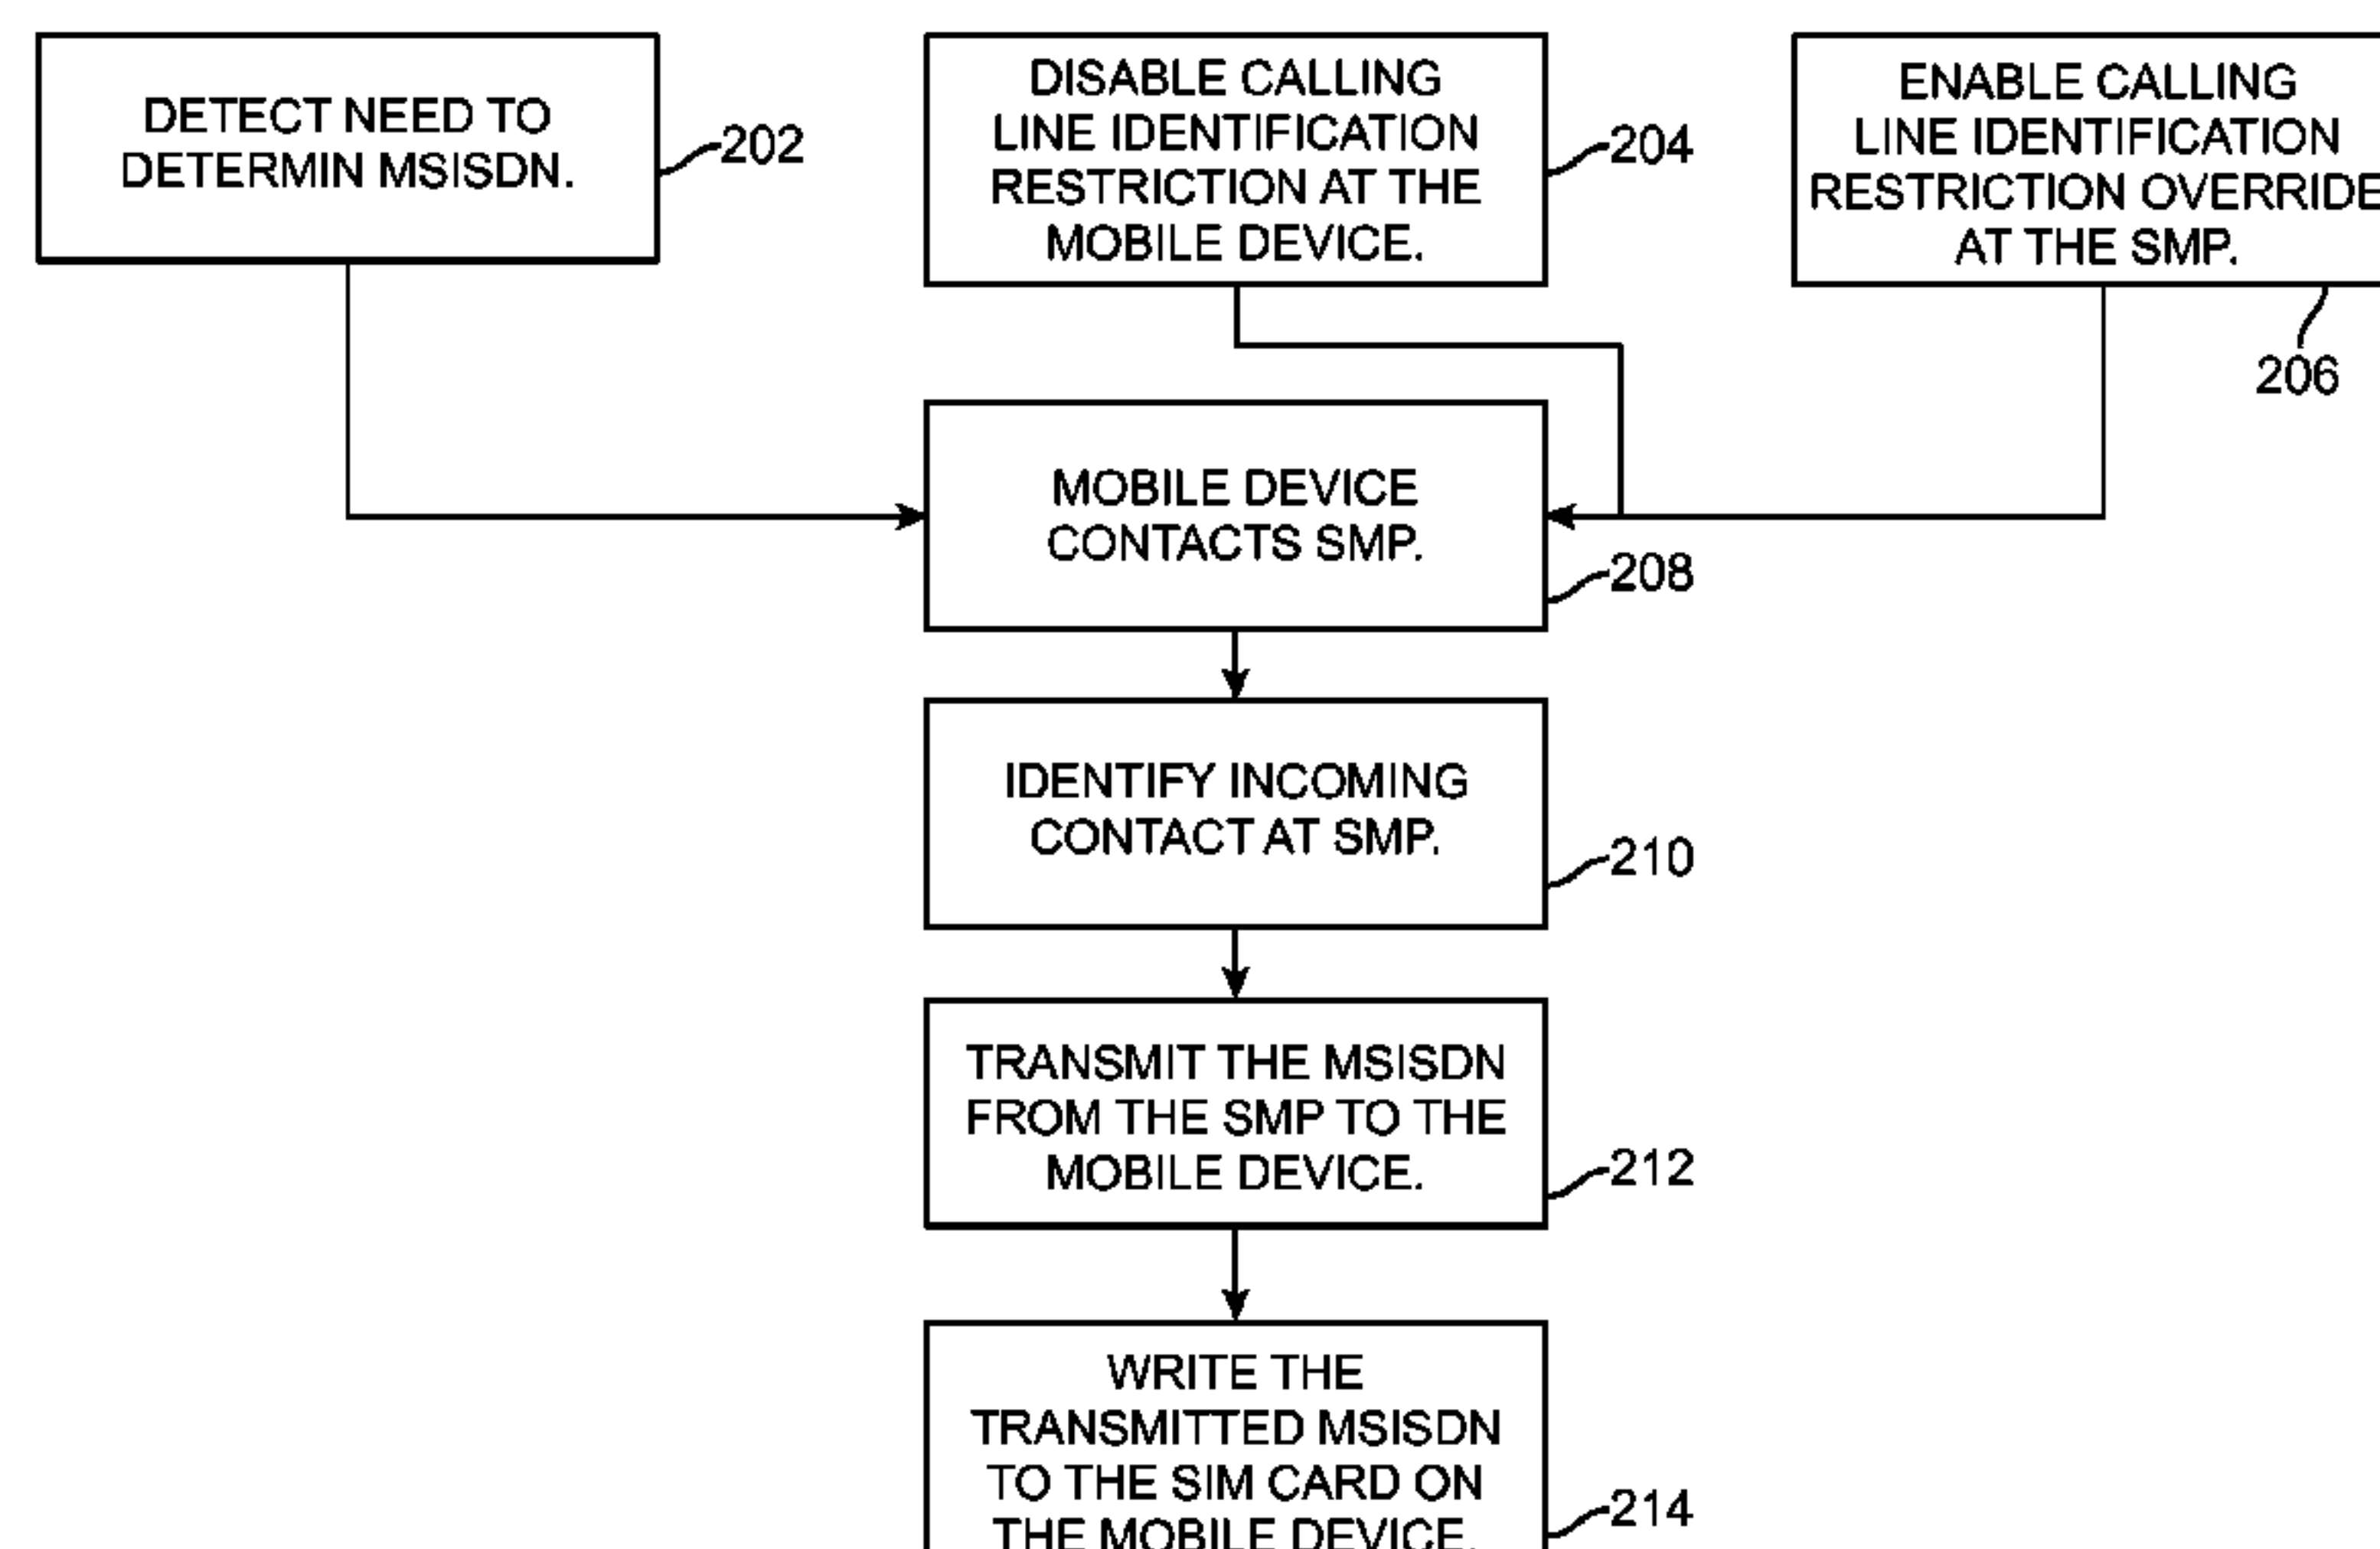 DETECT NEED TO
DETERMIN MSISDN.
202
DISABLE CALLING
LINE IDENTIFICATION
RESTRICTION AT THE
MOBILE DEVICE.
204
ENABLE CALLING
LINE IDENTIFICATION
RESTRICTION OVERRIDE
AT THE SMP.
206
MOBILE DEVICE
CONTACTS SMP.
208
IDENTIFY INCOMING
CONTACT AT SMP.
210
TRANSMIT THE MSISDN
FROM THE SMP TO THE
MOBILE DEVICE.
212
WRITE THE
TRANSMITTED MSISDN
TO THE SIM CARD ON
THE MOBILE DEVICE.
214